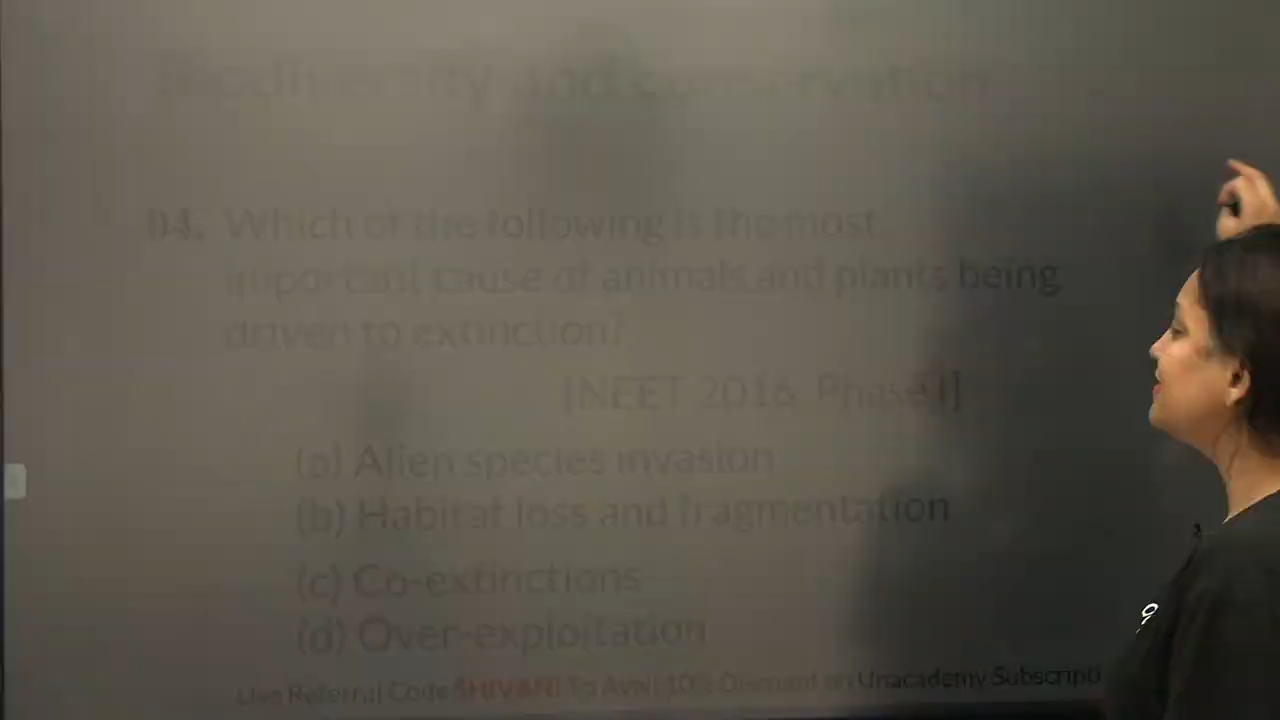 Biodiversity and conservation
04. Which of the following is the most
important cause of animals and plants being
driven to extinction?
[NEET 2016, Phase I]
(a) Alien species invasion
(b) Habitat loss and fragmentation
(c) Co-extinctions
(d) Over-exploitation
Use Referral Code SHIVANI To Avail 10% Discount on Unacademy Subscripti